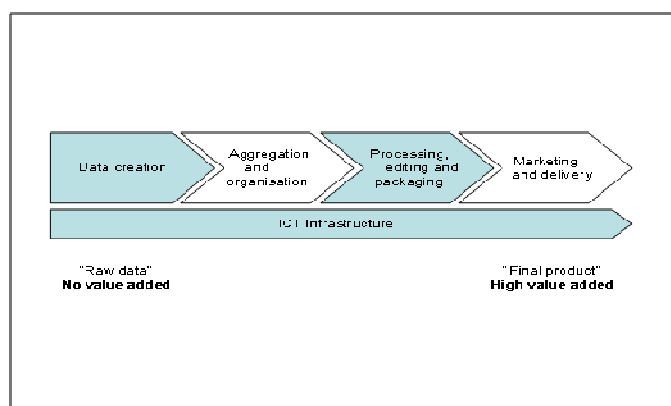 Data creation
Aggregation
and
organisation
Processing,
editing and
packaging
Marketing
and delivery
ICT Infrastructure
"Raw data"
No value added
"Final product"
High value added